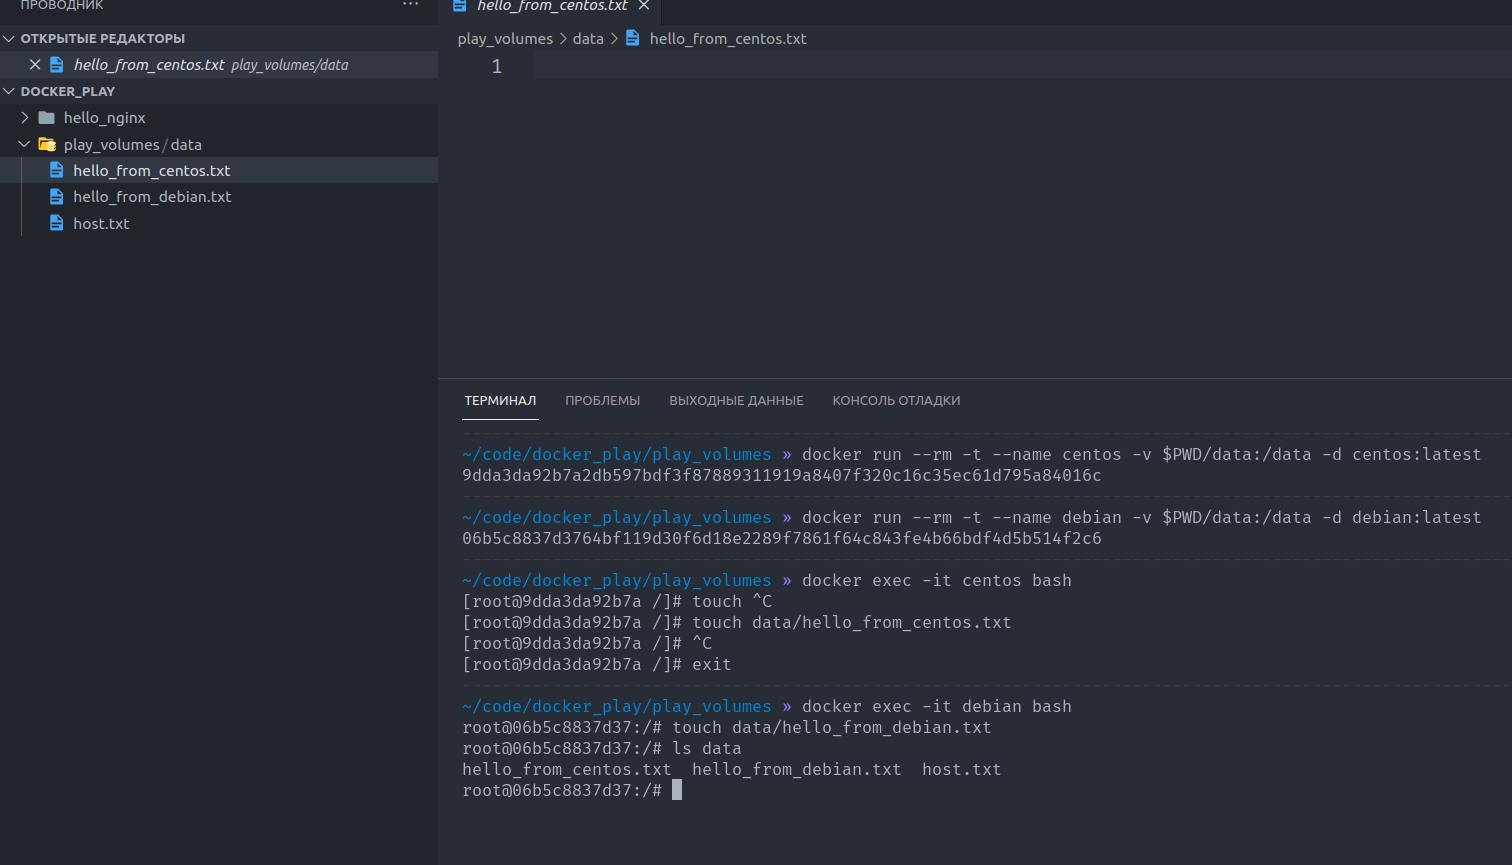 ПРОВОДНИК ···
ОТКРЫТЫЕ РЕДАКТОРЫ
hello_from_centos.txt play_volumes/data
DOCKER_PLAY
hello_nginx
play_volumes / data
hello_from_centos.txt
hello_from_debian.txt
host.txt
hello_from_centos.txt
play_volumes > data > hello_from_centos.txt
1
ТЕРМИНАЛ ПРОБЛЕМЫ ВЫХОДНЫЕ ДАННЫЕ КОНСОЛЬ ОТЛАДКИ
~/code/docker_play/play_volumes » docker run --rm -t --name centos -v $PWD/data:/data -d centos:latest
9dda3da92b7a2db597bdf3f87889311919a8407f320c16c35ec61d795a84016c
~/code/docker_play/play_volumes » docker run --rm -t --name debian -v $PWD/data:/data -d debian:latest
06b5c8837d3764bf119d30f6d18e2289f7861f64c843fe4b66bdf4d5b514f2c6
~/code/docker_play/play_volumes » docker exec -it centos bash
[root@9dda3da92b7a /]# touch ^C
[root@9dda3da92b7a /]# touch data/hello_from_centos.txt
[root@9dda3da92b7a /]# ^C
[root@9dda3da92b7a /]# exit
~/code/docker_play/play_volumes » docker exec -it debian bash
root@06b5c8837d37:/# touch data/hello_from_debian.txt
root@06b5c8837d37:/# ls data
hello_from_centos.txt hello_from_debian.txt host.txt
root@06b5c8837d37:/#